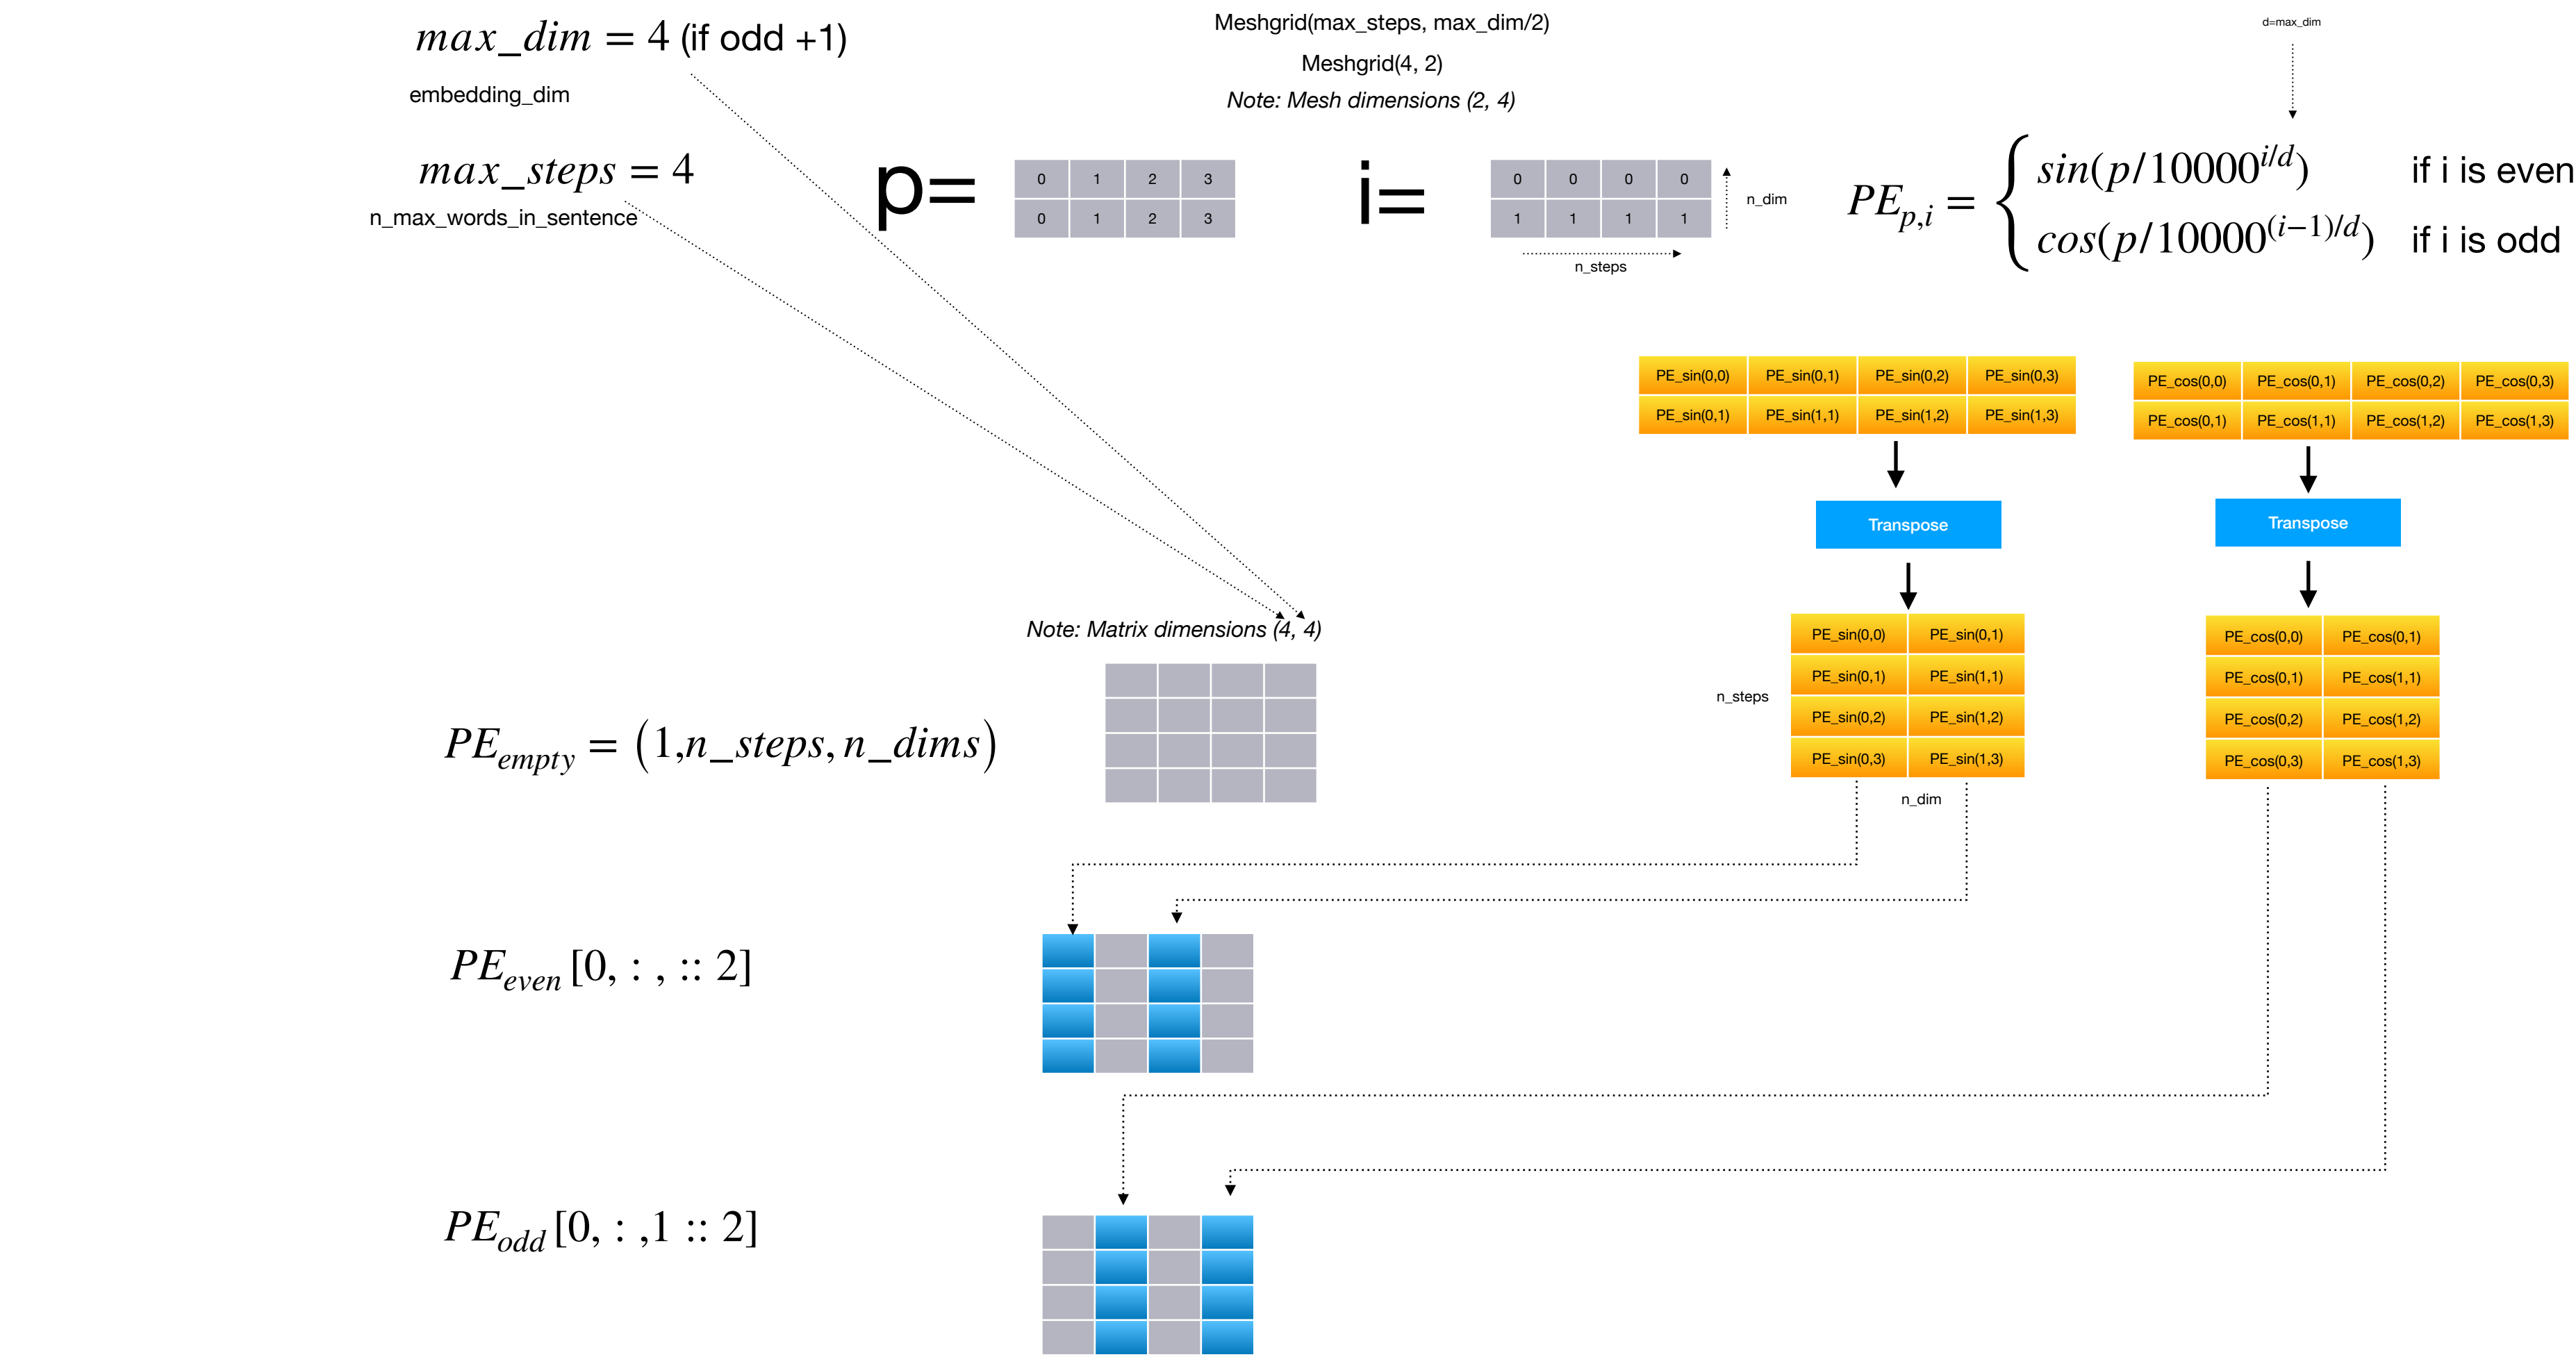 max_dim = 4 (if odd +1)
embedding_dim
max_steps = 4
n_max_words_in_sentence
Meshgrid(max_steps, max_dim/2)
Meshgrid(4, 2)
Note: Mesh dimensions (2, 4)
p=
0 1 2 3
0 1 2 3
i=
0 0 0 0
1 1 1 1
n_dim
n_steps
d=max_dim
PE_{p,i} = { sin(p/10000^{i/d}) if i is even
cos(p/10000^{(i−1)/d}) if i is odd
PE_sin(0,0) PE_sin(0,1) PE_sin(0,2) PE_sin(0,3)
PE_sin(0,1) PE_sin(1,1) PE_sin(1,2) PE_sin(1,3)
PE_cos(0,0) PE_cos(0,1) PE_cos(0,2) PE_cos(0,3)
PE_cos(0,1) PE_cos(1,1) PE_cos(1,2) PE_cos(1,3)
Transpose
Transpose
PE_sin(0,0) PE_sin(0,1)
PE_sin(0,1) PE_sin(1,1)
PE_sin(0,2) PE_sin(1,2)
PE_sin(0,3) PE_sin(1,3)
n_steps
n_dim
PE_cos(0,0) PE_cos(0,1)
PE_cos(0,1) PE_cos(1,1)
PE_cos(0,2) PE_cos(1,2)
PE_cos(0,3) PE_cos(1,3)
Note: Matrix dimensions (4, 4)
PE_{empty} = (1,n_steps, n_dims)
PE_{even} [0, : , :: 2]
PE_{odd} [0, : ,1 :: 2]